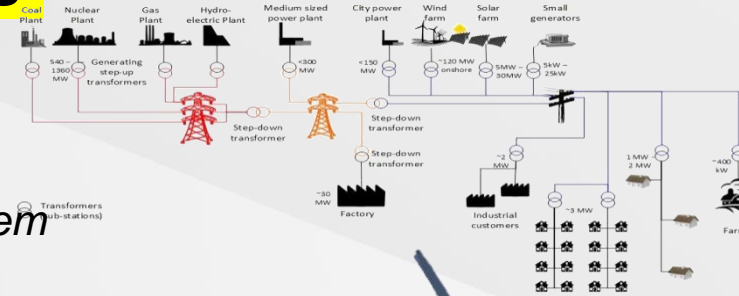 Coal
Plant
Nuclear
Plant
Gas
Plant
Hydro-
electric Plant
Medium sized
power plant
City power
plant
Wind
farm
Solar
farm
Small
generators
540 –
1360
MW
Generating
step-up
transformers
<300
MW
<150
MW
~120 MW
onshore
5MW –
30MW
5kW –
25kW
Step-down
transformer
Step-down
transformer
Step-down
transformer
~2
MW
1 MW -
2 MW
~400
kW
~30
MW
Factory
Industrial
customers
~3 MW
Farm
Transformers
ub-stations)
em